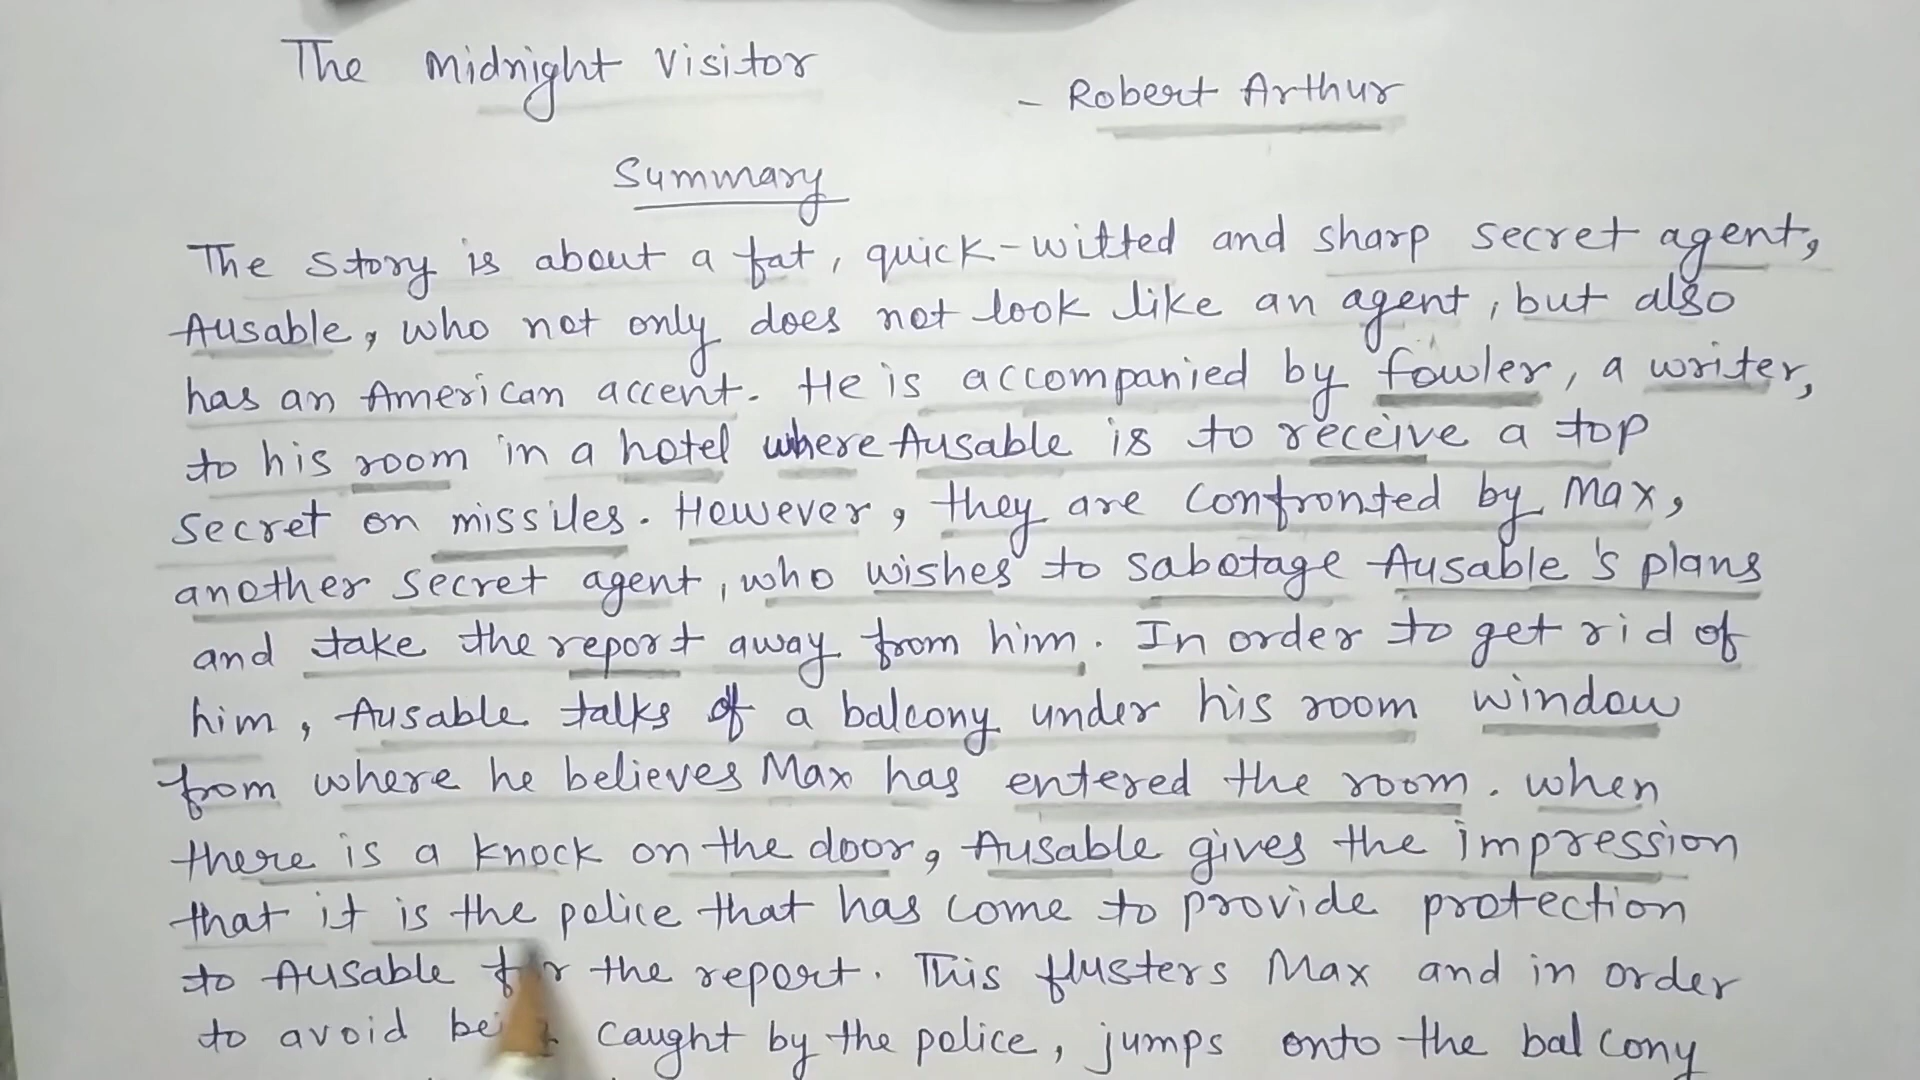 The Midnight Visitor
- Robert Arthur
Summary
The story is about a fat, quick-witted and sharp secret agent,
Ausable, who not only does not look like an agent, but also
has an American accent. He is accompanied by fowler, a writer,
to his room in a hotel where Ausable is to receive a top
secret on missiles. However, they are confronted by Max,
another secret agent, who wishes to sabotage Ausable's plans
and take the report away from him. In order to get rid of
him, Ausable talks of a balcony under his room window
from where he believes Max has entered the room. when
there is a knock on the door, Ausable gives the impression
that it is the police that has come to provide protection
to Ausable for the report. This flusters Max and in order
to avoid caught by the police, jumps onto the balcony